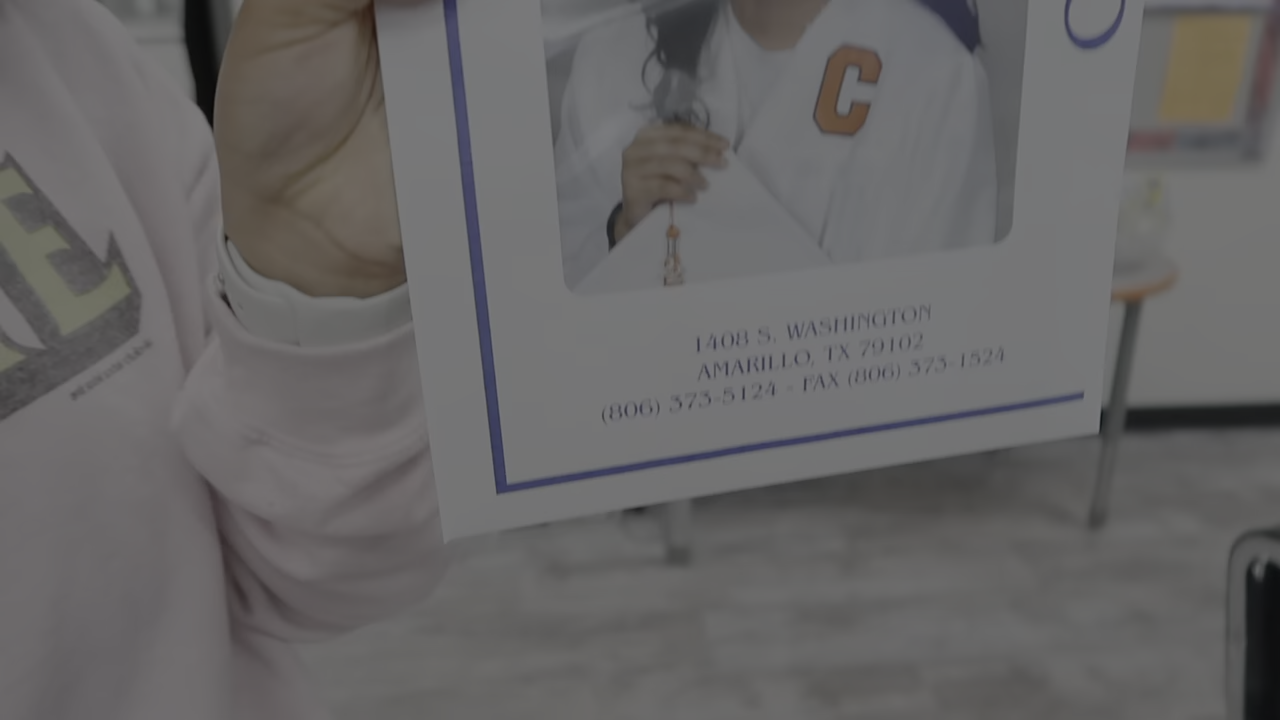 C
1408 S. WASHINGTON
AMARILLO, TX 79102
(806) 373-5124 - FAX (806) 373-1524
E